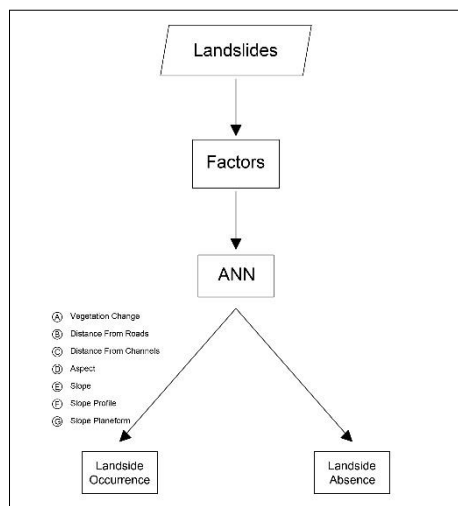 Landslides
Factors
ANN
Ⓐ Vegetation Change
Ⓑ Distance From Roads
Ⓒ Distance From Channels
Ⓓ Aspect
Ⓔ Slope
Ⓕ Slope Profile
Ⓖ Slope Planeform
Landside
Occurrence
Landside
Absence